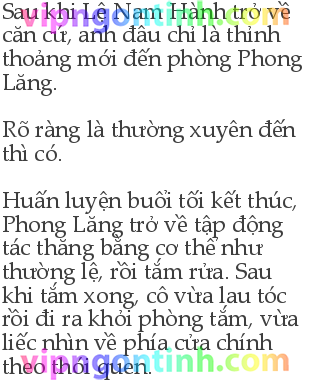 Sau khi Lệ Nam Hành trở về
căn cứ, anh đâu chỉ là thỉnh
thoảng mới đến phòng Phong
Lăng.
Rõ ràng là thường xuyên đến
thì có.
Huấn luyện buổi tối kết thúc,
Phong Lăng trở về tập động
tác thăng bằng cơ thể như
thường lệ, rồi tắm rửa. Sau
khi tắm xong, cô vừa lau tóc
rồi đi ra khỏi phòng tắm, vừa
liếc nhìn về phía cửa chính
theo thói quen.
vipngontinh.com
vipngontinh.com